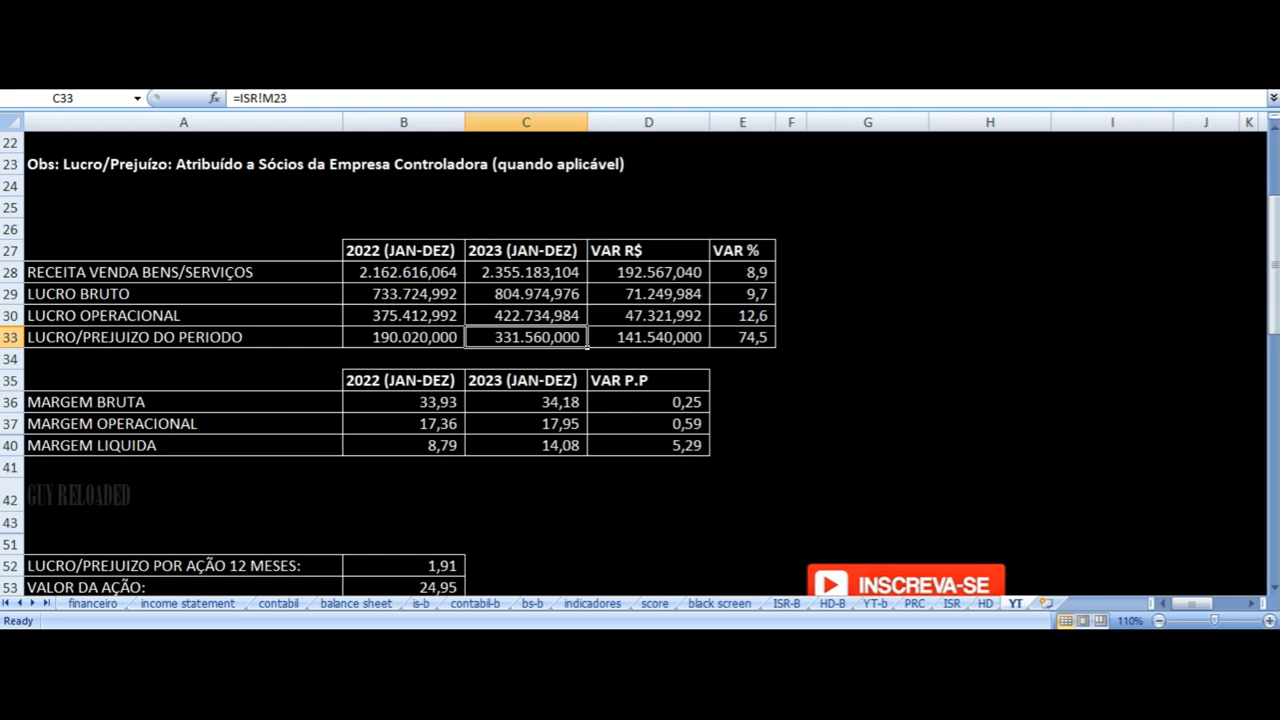 C33 fx =ISR!M23
A B C D E F G H I J K
22
23 Obs: Lucro/Prejuízo: Atribuído a Sócios da Empresa Controladora (quando aplicável)
24
25
26
27 2022 (JAN-DEZ) 2023 (JAN-DEZ) VAR R$ VAR %
28 RECEITA VENDA BENS/SERVIÇOS 2.162.616,064 2.355.183,104 192.567,040 8,9
29 LUCRO BRUTO 733.724,992 804.974,976 71.249,984 9,7
30 LUCRO OPERACIONAL 375.412,992 422.734,984 47.321,992 12,6
33 LUCRO/PREJUIZO DO PERIODO 190.020,000 331.560,000 141.540,000 74,5
34
35 2022 (JAN-DEZ) 2023 (JAN-DEZ) VAR P.P
36 MARGEM BRUTA 33,93 34,18 0,25
37 MARGEM OPERACIONAL 17,36 17,95 0,59
40 MARGEM LIQUIDA 8,79 14,08 5,29
41
42 GUY RELOADED
43
51
52 LUCRO/PREJUIZO POR AÇÃO 12 MESES: 1,91
53 VALOR DA AÇÃO: 24,95
INSCREVA-SE
financeiro income statement contabil balance sheet is-b contabil-b bs-b indicadores score black screen ISR-B HD-B YT-b PRC ISR HD YT
Ready 110%